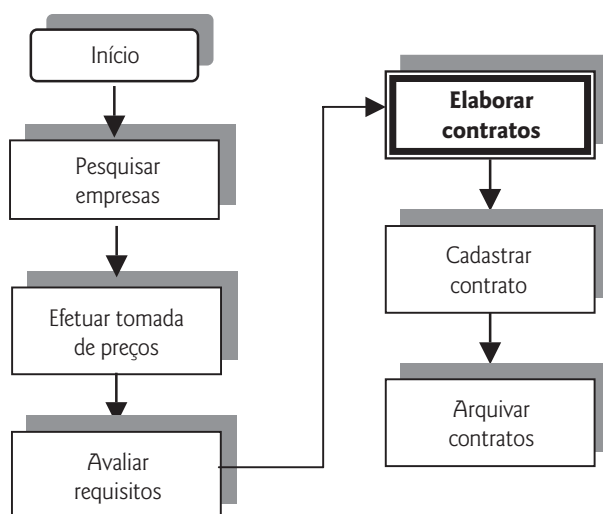 Início
Pesquisar
empresas
Efetuar tomada
de preços
Avaliar
requisitos
Elaborar
contratos
Cadastrar
contrato
Arquivar
contratos